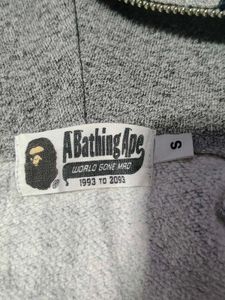 A Bathing Ape
WORLD GONE MAD
1993 TO 2093
S